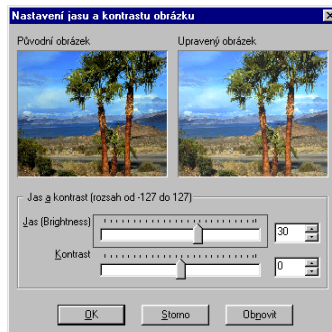 Nastavení jasu a kontrastu obrázku
Původní obrázek
Upravený obrázek
Jas a kontrast (rozsah od -127 do 127)
Jas (Brightness)
30
Kontrast
0
OK
Storno
Obnovit